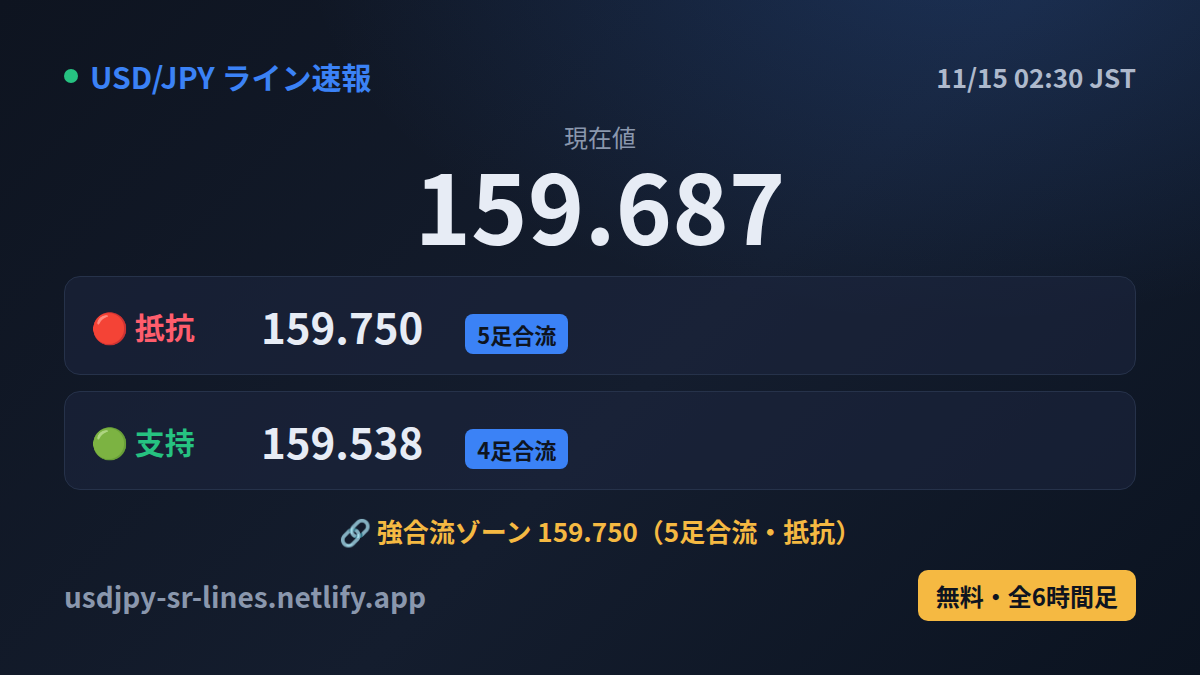 USD/JPY ライン速報
11/15 02:30 JST
現在値
159.687
抵抗 159.750 5足合流
支持 159.538 4足合流
強合流ゾーン 159.750（5足合流・抵抗）
usdjpy-sr-lines.netlify.app
無料・全6時間足